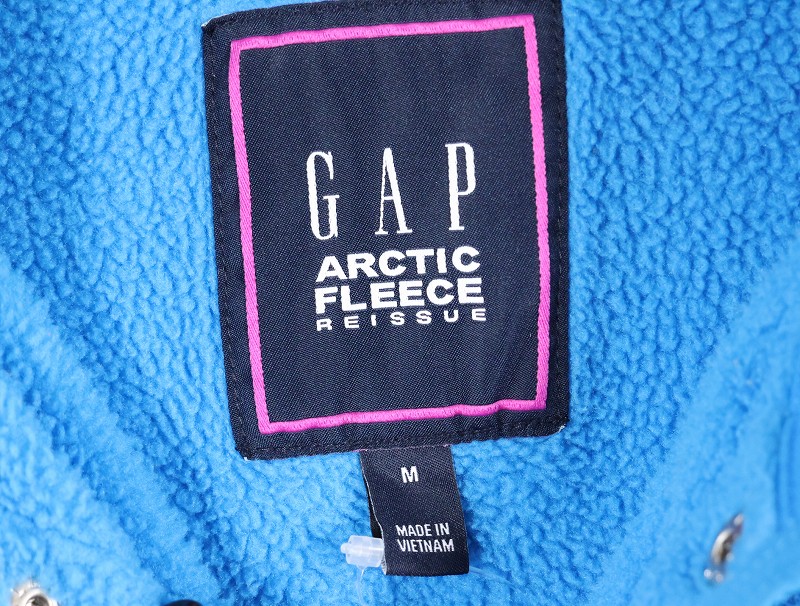 GAP
ARCTIC
FLEECE
REISSUE
M
MADE IN
VIETNAM